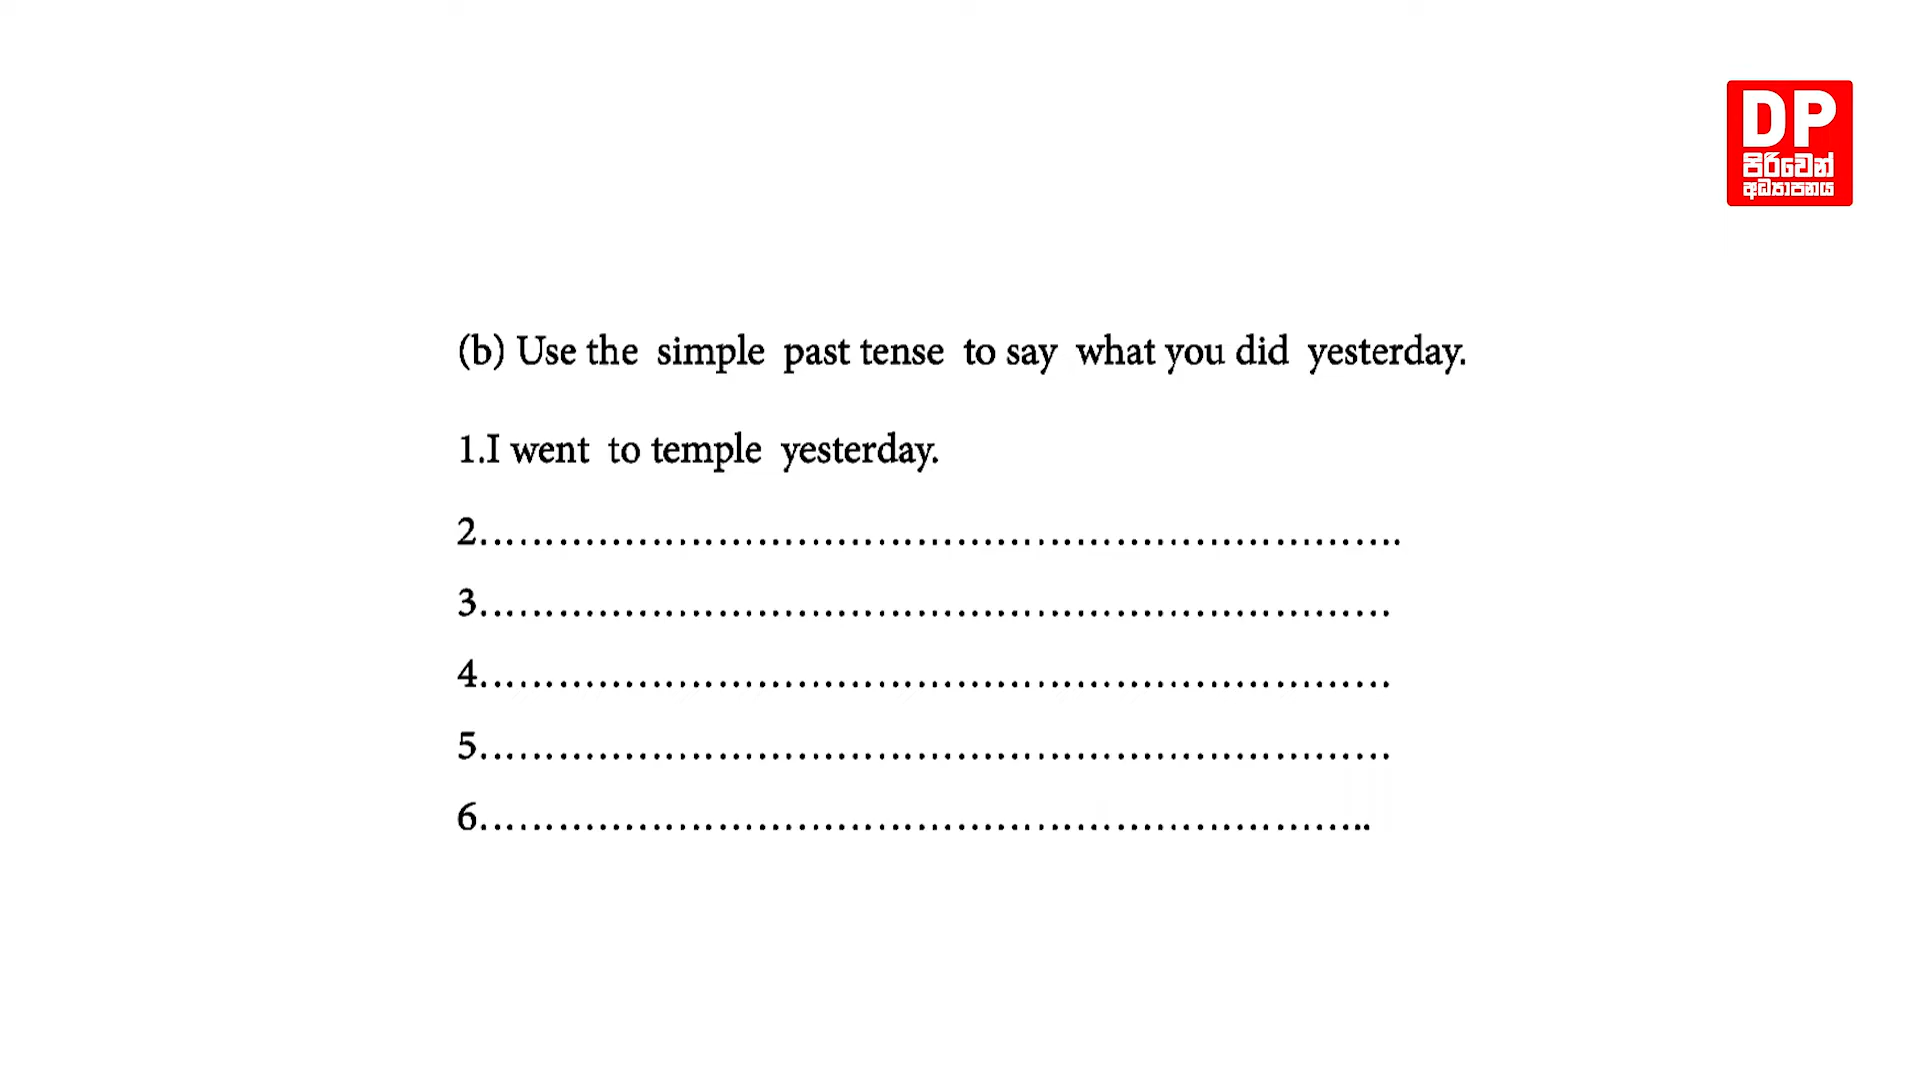 DP
පිරිවෙන්
අධ්‍යාපනය
(b) Use the simple past tense to say what you did yesterday.
1.I went to temple yesterday.
2.......................................................................
3......................................................................
4......................................................................
5......................................................................
6.....................................................................